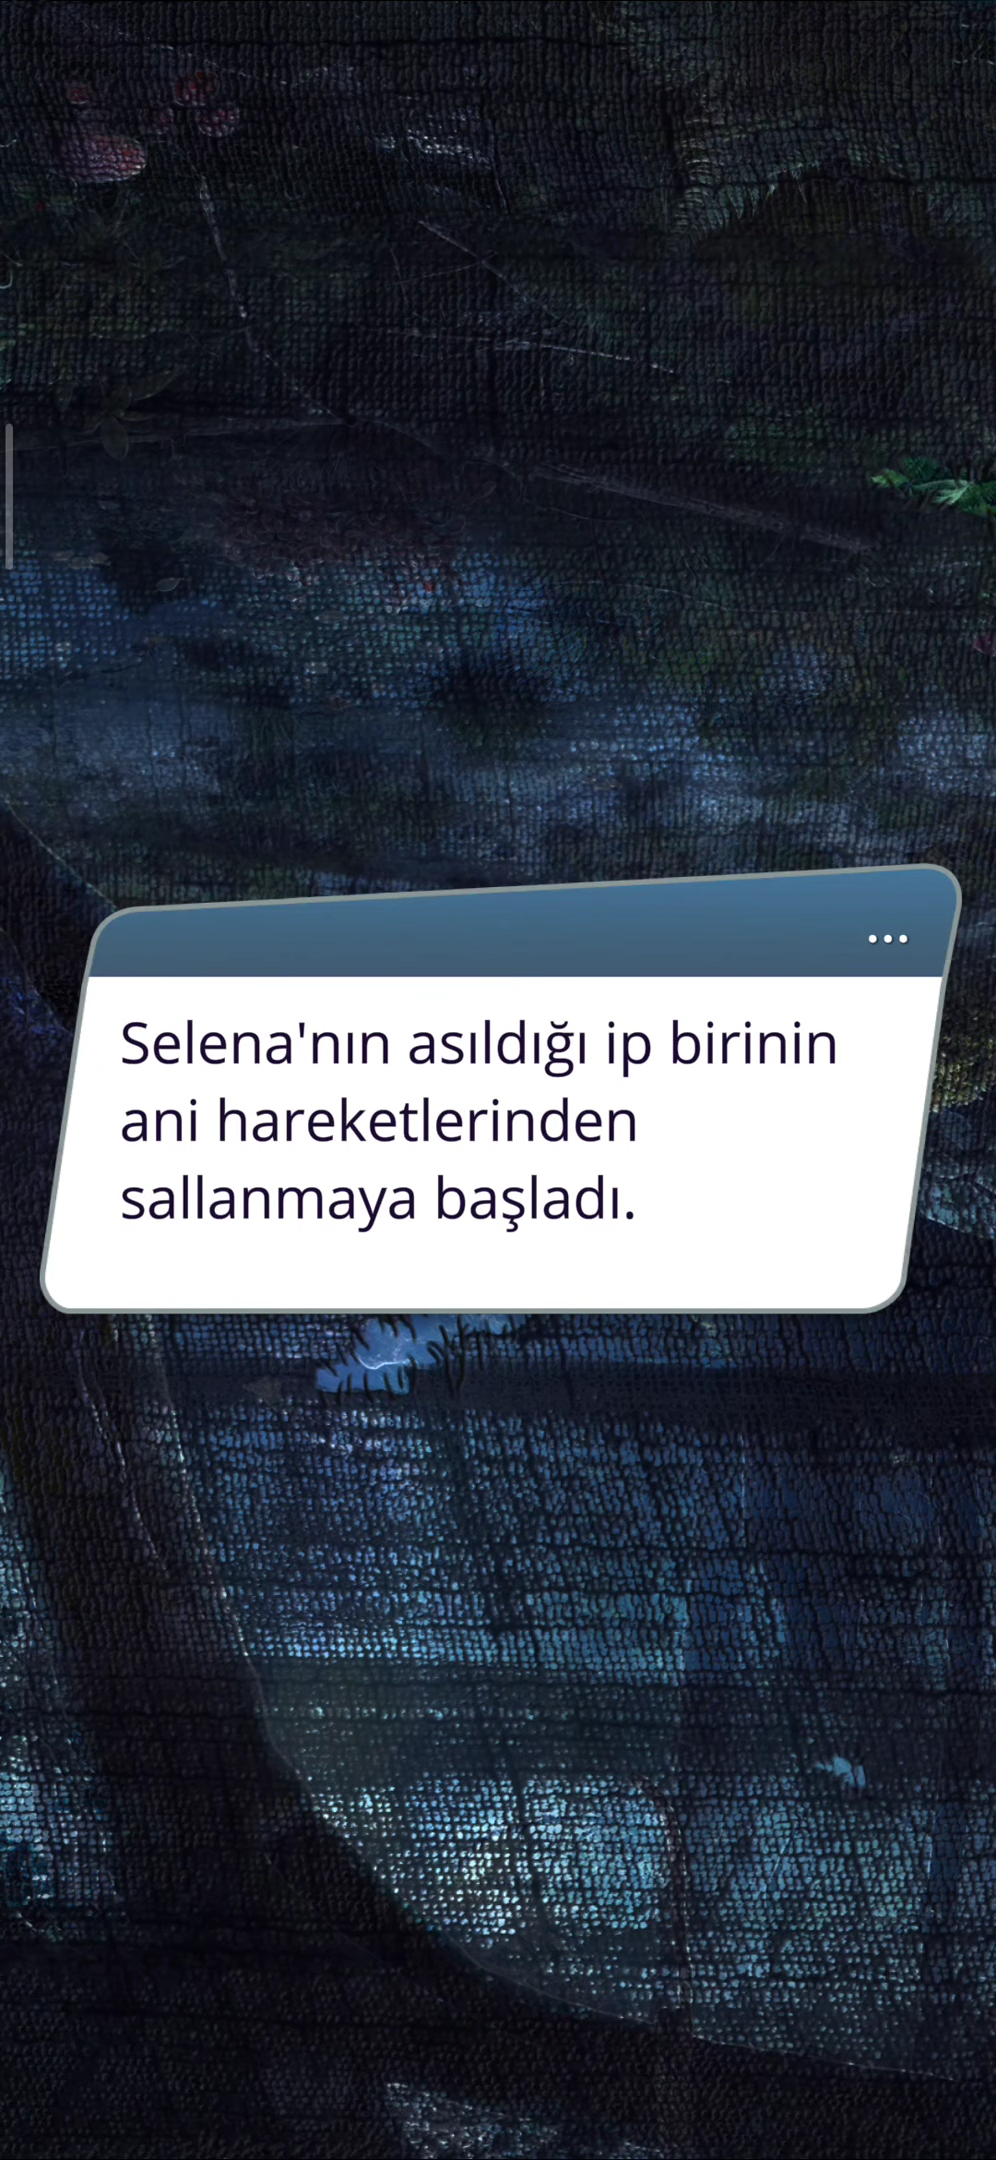 Selena'nın asıldığı ip birinin
ani hareketlerinden
sallanmaya başladı.